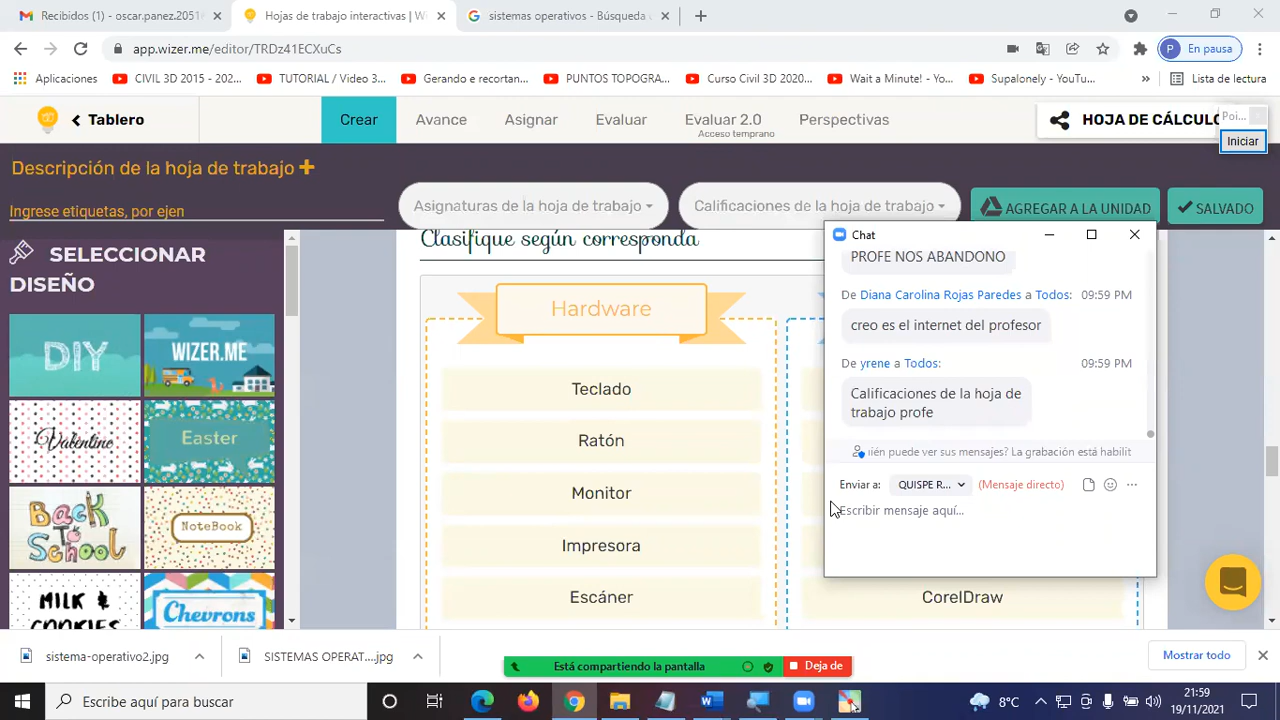 Recibidos (1) - oscar.panez.2051
Hojas de trabajo interactivas | W
sistemas operativos - Búsqueda
app.wizer.me/editor/TRDz41ECXuCs
P En pausa
Aplicaciones
CIVIL 3D 2015 - 202...
TUTORIAL / Video 3...
Gerando e recortan...
PUNTOS TOPOGRA...
Curso Civil 3D 2020...
Wait a Minute! - Yo...
Supalonely - YouTu...
»
Lista de lectura
Tablero
Crear
Avance
Asignar
Evaluar
Evaluar 2.0
Acceso temprano
Perspectivas
HOJA DE CÁLCULO
Poi...
Iniciar
Descripción de la hoja de trabajo +
Ingrese etiquetas, por ejen
Asignaturas de la hoja de trabajo
Calificaciones de la hoja de trabajo
AGREGAR A LA UNIDAD
SALVADO
SELECCIONAR
DISEÑO
DIY
WIZER.ME
Valentine
Easter
Back
To
School
NOTEBOOK
MILK &
COOKIES
Chevrons
Clasifique según corresponda
Hardware
Teclado
Ratón
Monitor
Impresora
Escáner
CorelDraw
Chat
PROFE NOS ABANDONO
De Diana Carolina Rojas Paredes a Todos: 09:59 PM
creo es el internet del profesor
De yrene a Todos: 09:59 PM
Calificaciones de la hoja de
trabajo profe
ién puede ver sus mensajes? La grabación está habilit
Enviar a: QUISPE R... (Mensaje directo)
Escribir mensaje aquí...
sistema-operativo2.jpg
SISTEMAS OPERAT....jpg
Está compartiendo la pantalla
Deja de
Mostrar todo
Escribe aquí para buscar
8°C
21:59
19/11/2021